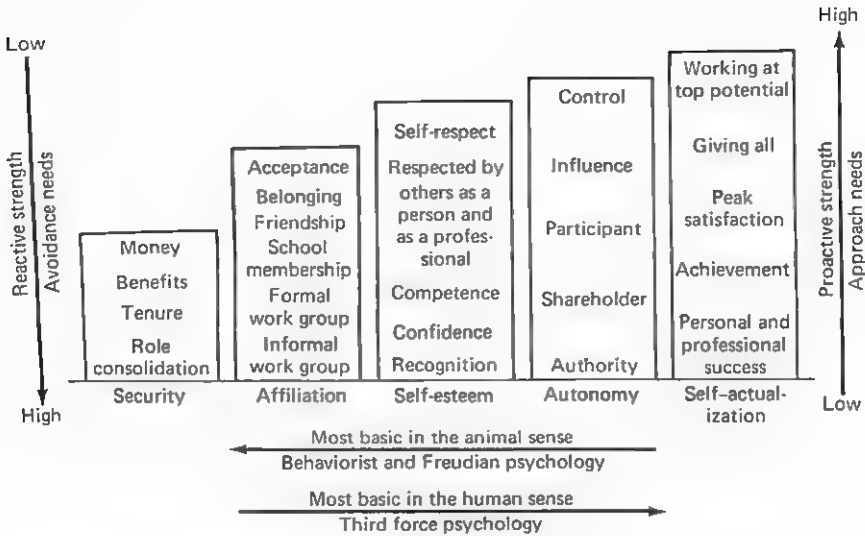 Low
High
Reactive strength
Avoidance needs
Money
Benefits
Tenure
Role
consolidation
Security
Acceptance
Belonging
Friendship
School
membership
Formal
work group
Informal
work group
Affiliation
Self-respect
Respected by
others as a
person and
as a profes-
sional
Competence
Confidence
Recognition
Self-esteem
Control
Influence
Participant
Shareholder
Authority
Autonomy
Working at
top potential
Giving all
Peak
satisfaction
Achievement
Personal and
professional
success
Self-actual-
ization
High
Low
Proactive strength
Approach needs
Most basic in the animal sense
Behaviorist and Freudian psychology
Most basic in the human sense
Third force psychology